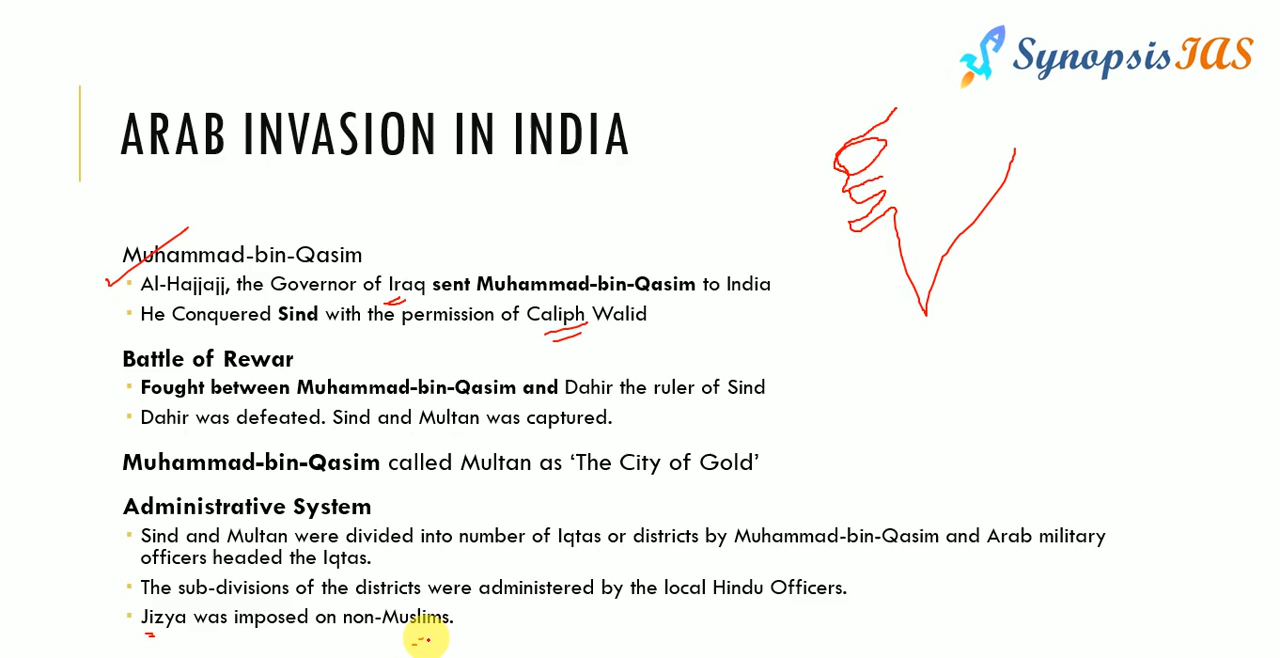 Synopsis IAS
ARAB INVASION IN INDIA
Muhammad-bin-Qasim
Al-Hajjajj, the Governor of Iraq sent Muhammad-bin-Qasim to India
He Conquered Sind with the permission of Caliph Walid
Battle of Rewar
Fought between Muhammad-bin-Qasim and Dahir the ruler of Sind
Dahir was defeated. Sind and Multan was captured.
Muhammad-bin-Qasim called Multan as ‘The City of Gold’
Administrative System
Sind and Multan were divided into number of Iqtas or districts by Muhammad-bin-Qasim and Arab military
officers headed the Iqtas.
The sub-divisions of the districts were administered by the local Hindu Officers.
Jizya was imposed on non-Muslims.